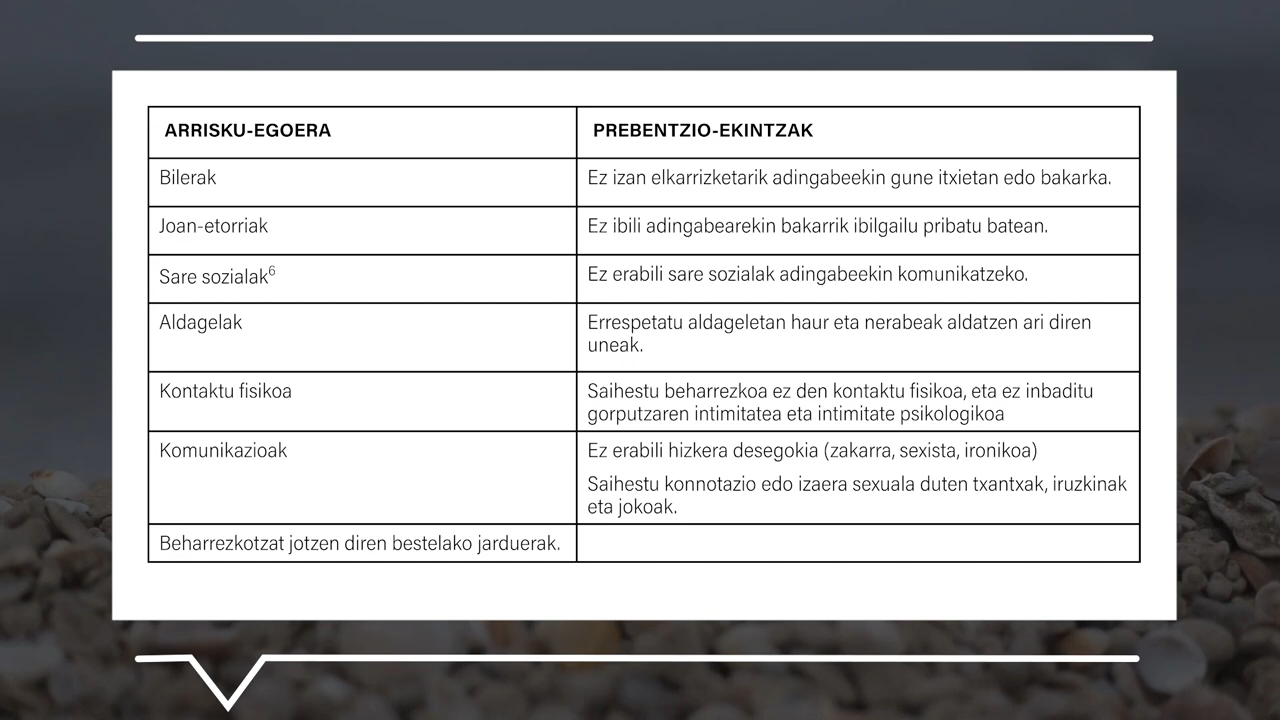 ARRISKU-EGOERA
PREBENTZIO-EKINTZAK
Bilerak
Ez izan elkarrizketarik adingabeekin gune itxietan edo bakarka.
Joan-etorriak
Ez ibili adingabearekin bakarrik ibilgailu pribatu batean.
Sare sozialak⁶
Ez erabili sare sozialak adingabeekin komunikatzeko.
Aldagelak
Errespetatu aldageletan haur eta nerabeak aldatzen ari diren
uneak.
Kontaktu fisikoa
Saihestu beharrezkoa ez den kontaktu fisikoa, eta ez inbaditu
gorputzaren intimitatea eta intimitate psikologikoa
Komunikazioak
Ez erabili hizkera desegokia (zakarra, sexista, ironikoa)
Saihestu konnotazio edo izaera sexuala duten txantxak, iruzkinak
eta jokoak.
Beharrezkotzat jotzen diren bestelako jarduerak.